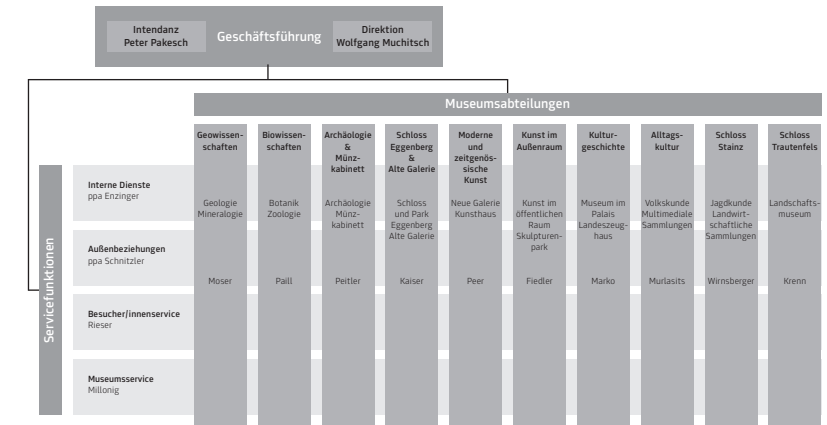 Intendanz
Peter Pakesch
Geschäftsführung
Direktion
Wolfgang Muchitsch
Museumsabteilungen
Geowissen-
schaften
Biowissen-
schaften
Archäologie
&
Münz-
kabinett
Schloss
Eggenberg
&
Alte Galerie
Moderne
und
zeitgenös-
sische
Kunst
Kunst im
Außenraum
Kultur-
geschichte
Alltags-
kultur
Schloss
Stainz
Schloss
Trautenfels
Servicefunktionen
Interne Dienste
ppa Enzinger
Geologie
Mineralogie
Botanik
Zoologie
Archäologie
Münz-
kabinett
Schloss
und Park
Eggenberg
Alte Galerie
Neue Galerie
Kunsthaus
Kunst im
öffentlichen
Raum
Skulpturen-
park
Museum im
Palais
Landeszeug-
haus
Volkskunde
Multimediale
Sammlungen
Jagdkunde
Landwirt-
schaftliche
Sammlungen
Landschafts-
museum
Außenbeziehungen
ppa Schnitzler
Moser
Paill
Peitler
Kaiser
Peer
Fiedler
Marko
Murlasits
Wirnsberger
Krenn
Besucher/innenservice
Rieser
Museumsservice
Millonig